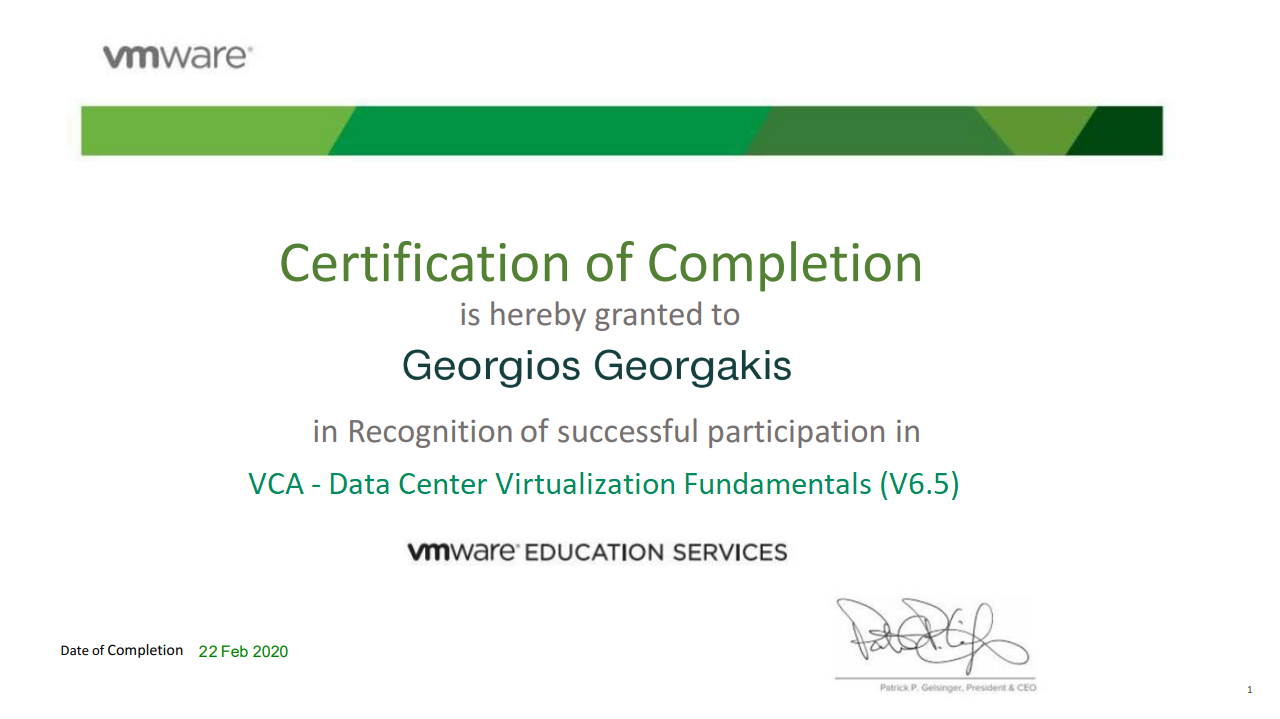 vmware®
Certification of Completion
is hereby granted to
Georgios Georgakis
in Recognition of successful participation in
VCA - Data Center Virtualization Fundamentals (V6.5)
vmware® EDUCATION SERVICES
Date of Completion 22 Feb 2020
Patrick P. Gelsinger, President & CEO
1